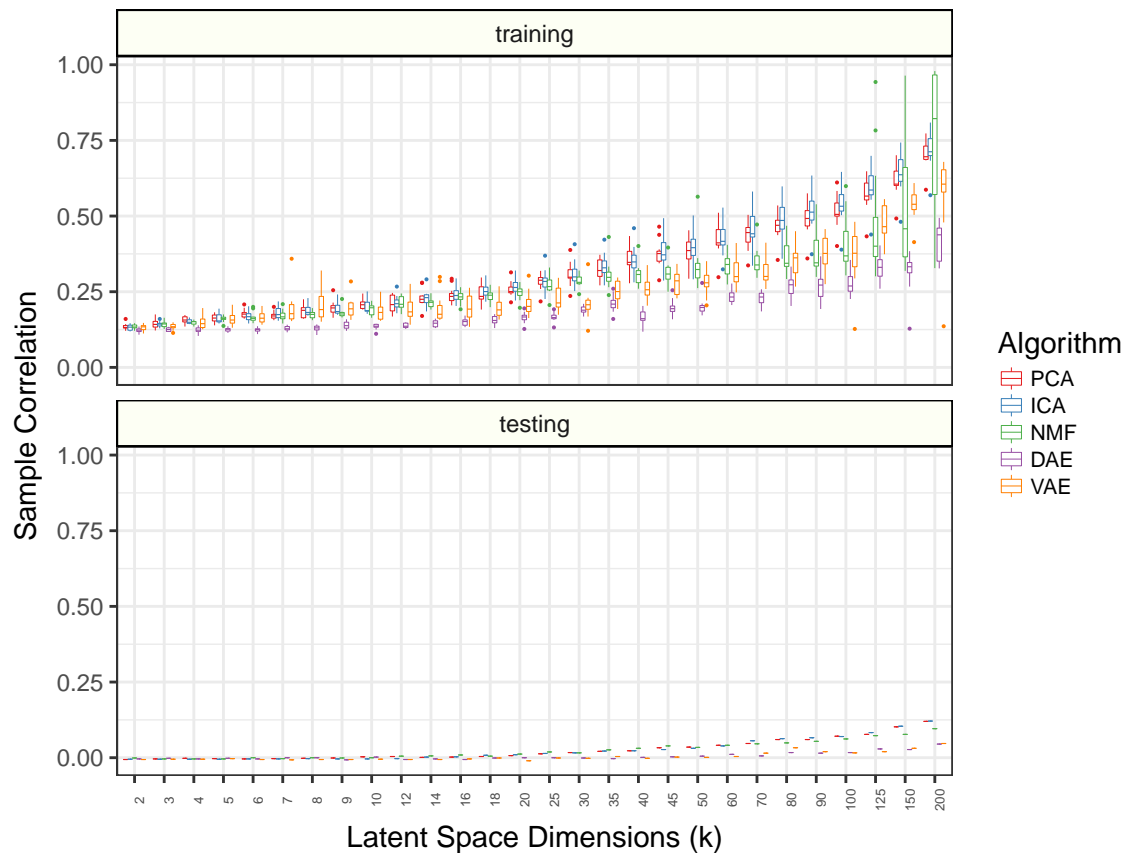 training
1.00
0.75
0.50
0.25
0.00
testing
1.00
0.75
0.50
0.25
0.00
Sample Correlation
2 3 4 5 6 7 8 9 10 12 14 16 18 20 25 30 35 40 45 50 60 70 80 90 100 125 150 200
Latent Space Dimensions (k)
Algorithm
PCA
ICA
NMF
DAE
VAE